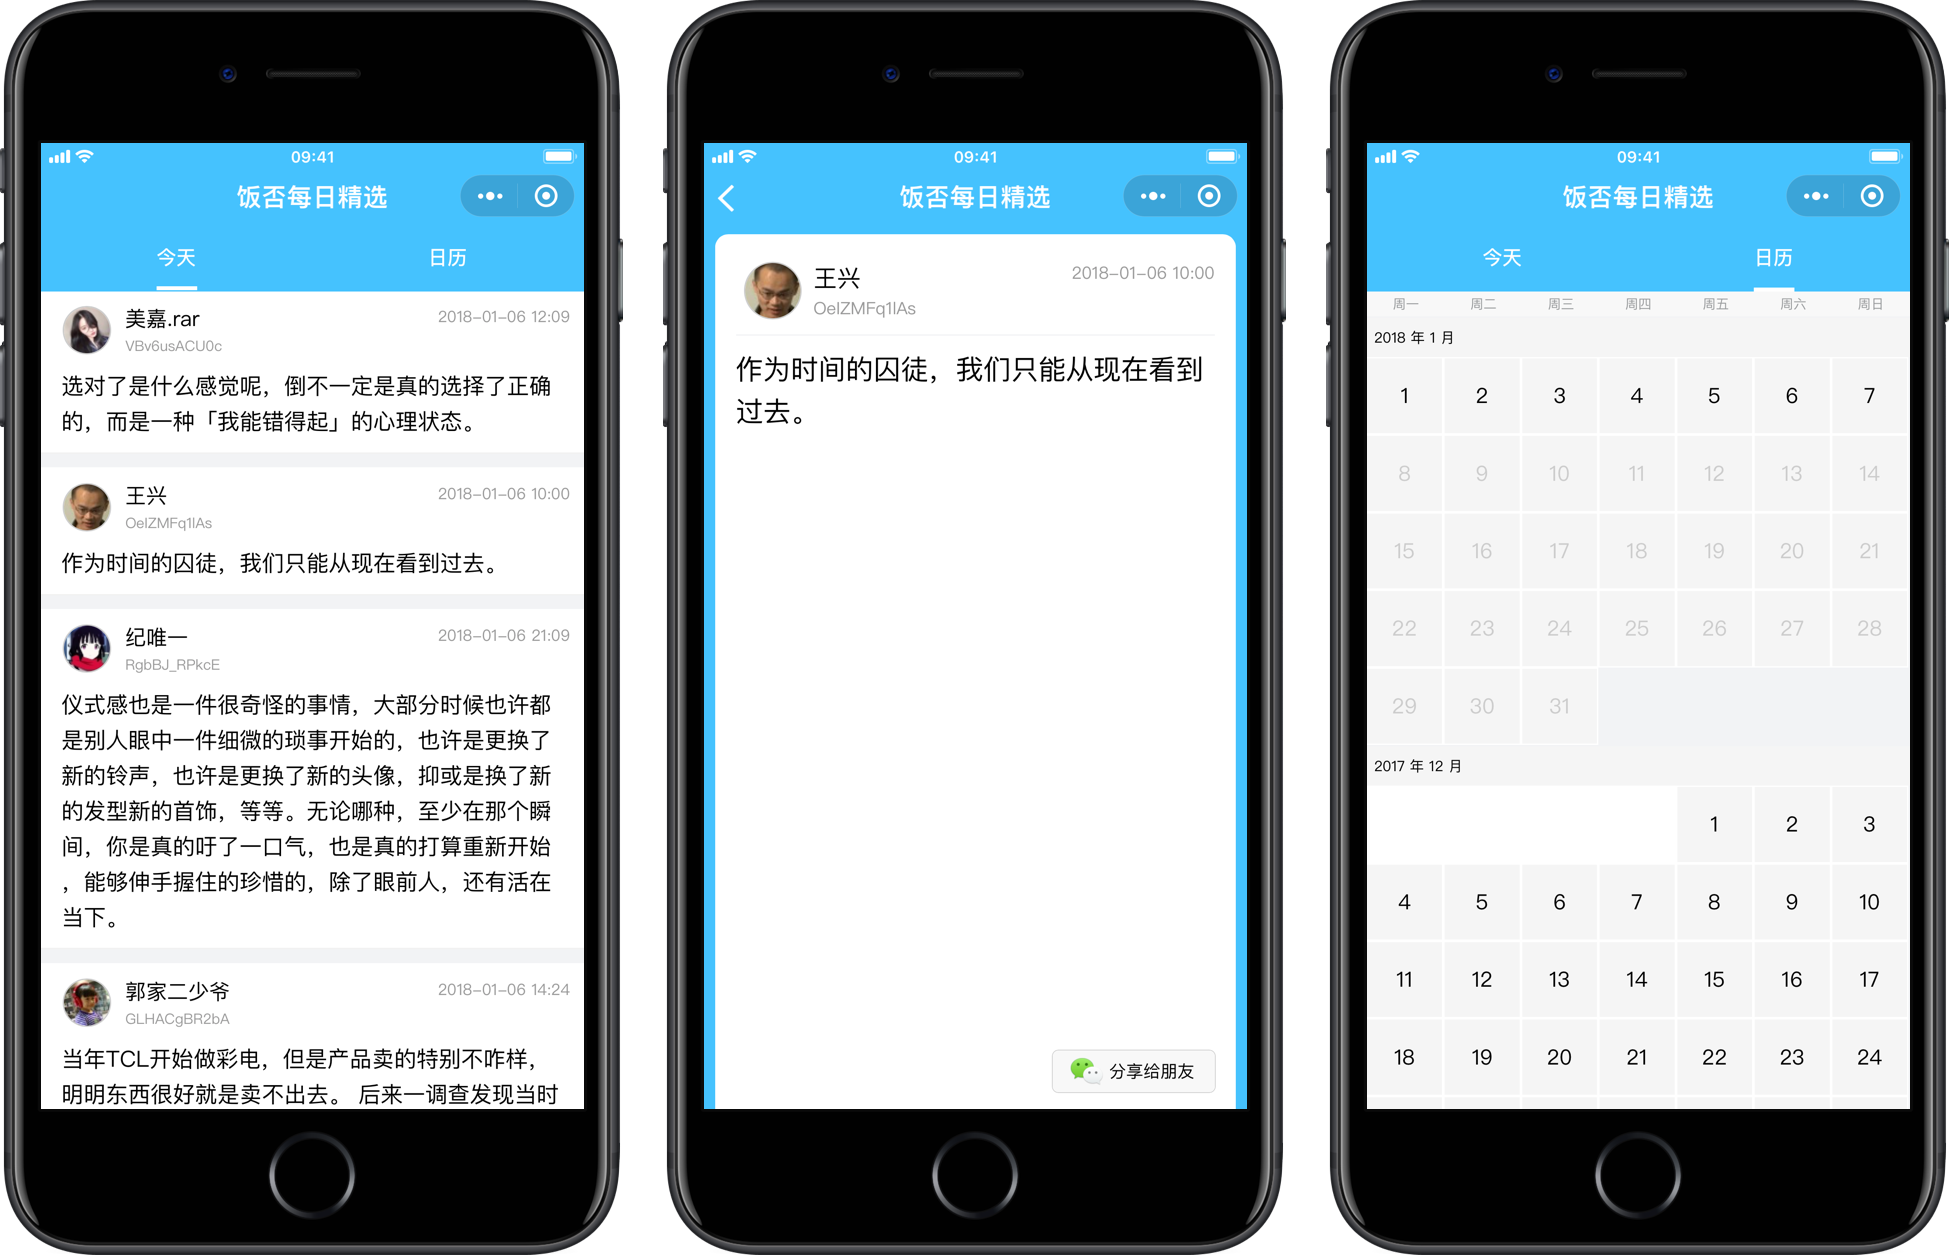 09:41
饭否每日精选
今天
日历
美嘉.rar
2018-01-06 12:09
VBv6usACU0c
选对了是什么感觉呢，倒不一定是真的选择了正确
的，而是一种「我能错得起」的心理状态。
王兴
2018-01-06 10:00
OeIZMFq1lAs
作为时间的囚徒，我们只能从现在看到过去。
纪唯一
2018-01-06 21:09
RgbBJ_RPkcE
仪式感也是一件很奇怪的事情，大部分时候也许都
是别人眼中一件细微的琐事开始的，也许是更换了
新的铃声，也许是更换了新的头像，抑或是换了新
的发型新的首饰，等等。无论哪种，至少在那个瞬
间，你是真的吁了一口气，也是真的打算重新开始
，能够伸手握住的珍惜的，除了眼前人，还有活在
当下。
郭家二少爷
2018-01-06 14:24
GLHACgBR2bA
当年TCL开始做彩电，但是产品卖的特别不咋样，
明明东西很好就是卖不出去。 后来一调查发现当时
09:41
饭否每日精选
王兴
2018-01-06 10:00
OeIZMFq1lAs
作为时间的囚徒，我们只能从现在看到
过去。
分享给朋友
09:41
饭否每日精选
今天
日历
周一 周二 周三 周四 周五 周六 周日
2018 年 1 月
1 2 3 4 5 6 7
8 9 10 11 12 13 14
15 16 17 18 19 20 21
22 23 24 25 26 27 28
29 30 31
2017 年 12 月
1 2 3
4 5 6 7 8 9 10
11 12 13 14 15 16 17
18 19 20 21 22 23 24